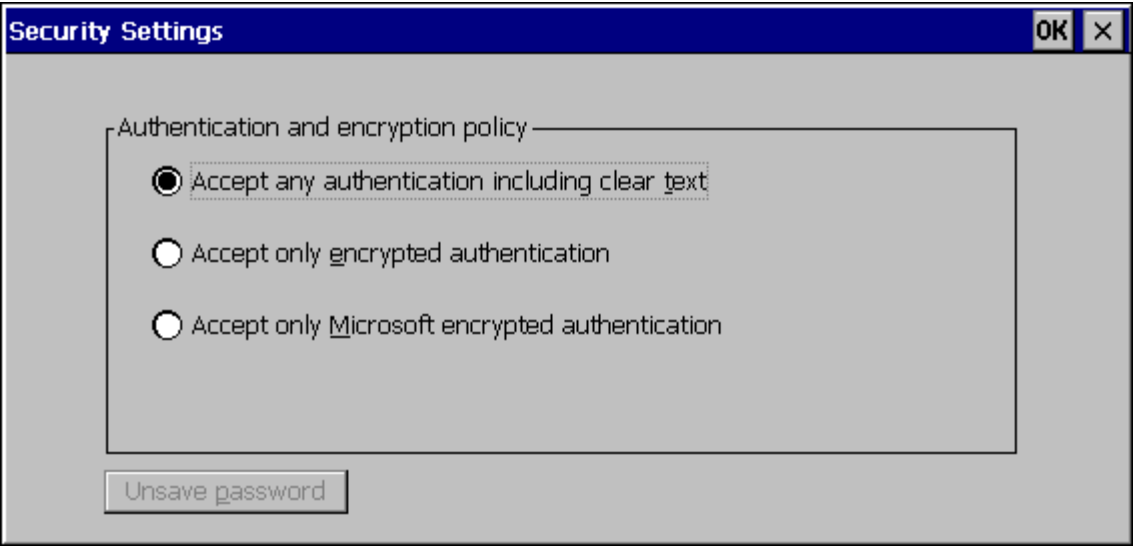 Security Settings OK ×
Authentication and encryption policy
Accept any authentication including clear text
Accept only encrypted authentication
Accept only Microsoft encrypted authentication
Unsave password